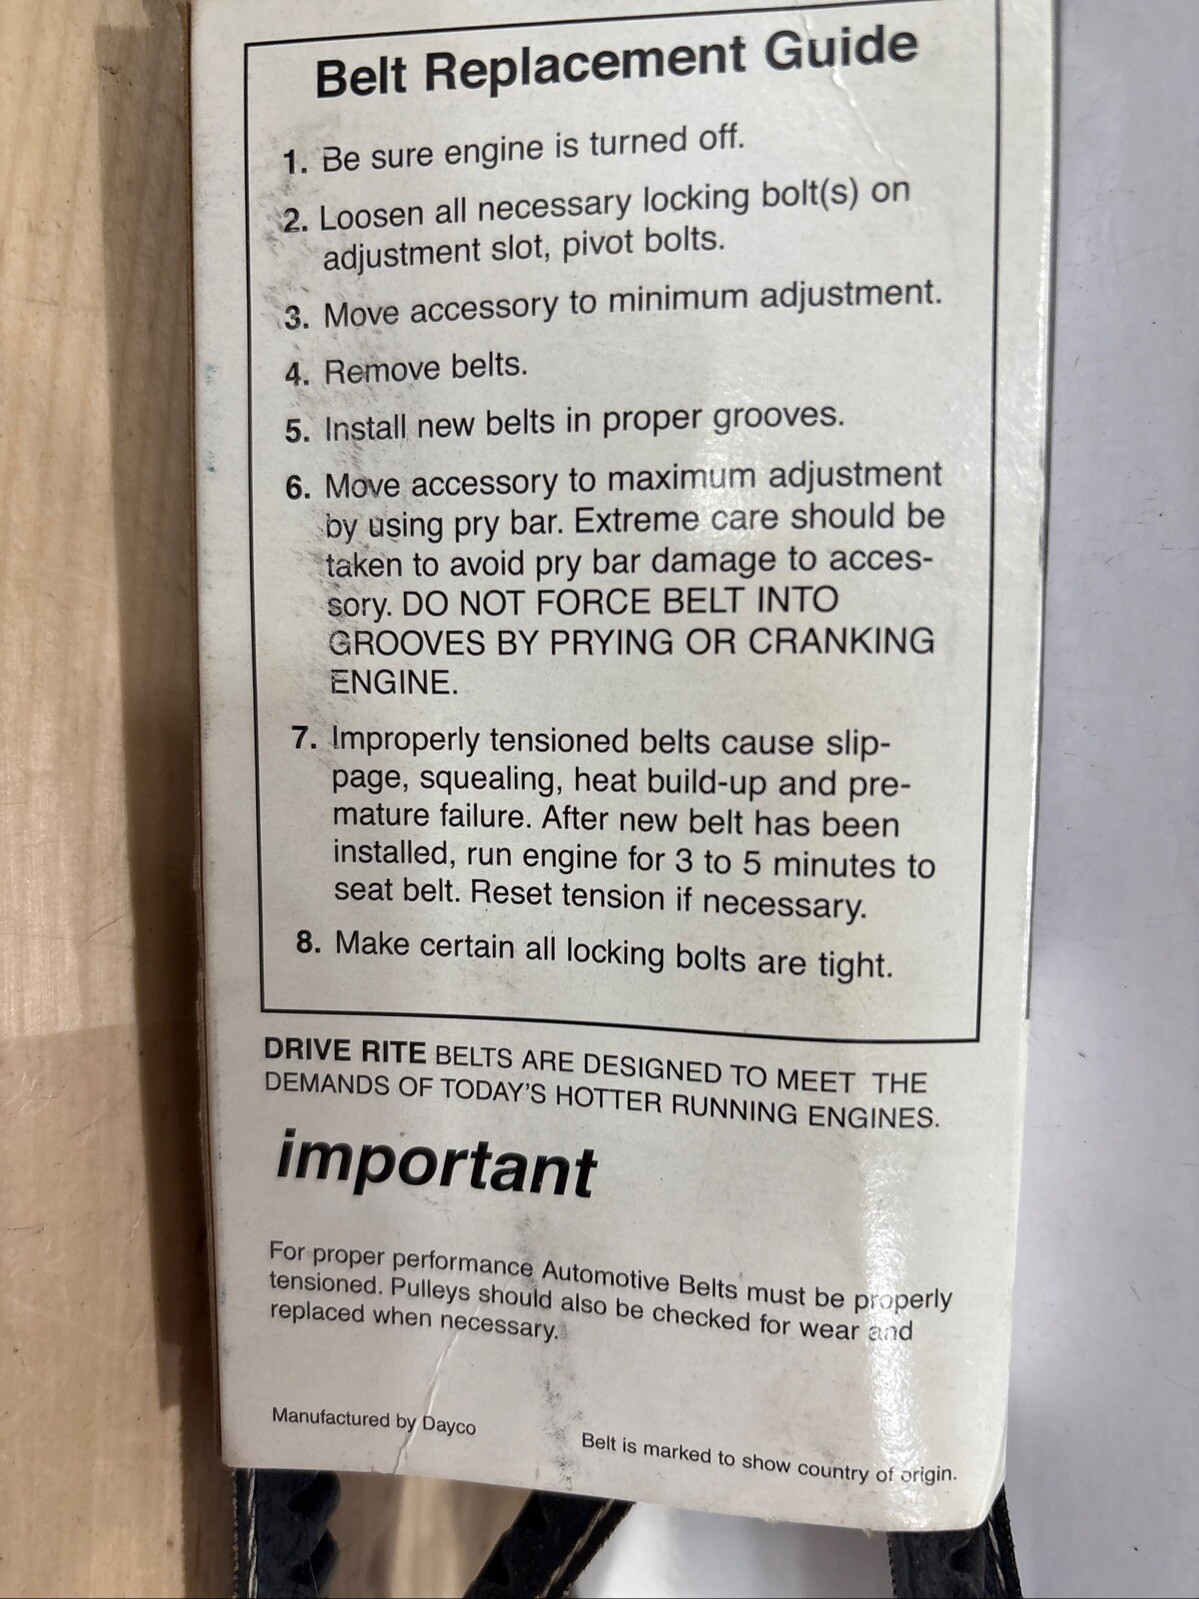 Belt Replacement Guide
1. Be sure engine is turned off.
2. Loosen all necessary locking bolt(s) on
adjustment slot, pivot bolts.
3. Move accessory to minimum adjustment.
4. Remove belts.
5. Install new belts in proper grooves.
6. Move accessory to maximum adjustment
by using pry bar. Extreme care should be
taken to avoid pry bar damage to acces-
sory. DO NOT FORCE BELT INTO
GROOVES BY PRYING OR CRANKING
ENGINE.
7. Improperly tensioned belts cause slip-
page, squealing, heat build-up and pre-
mature failure. After new belt has been
installed, run engine for 3 to 5 minutes to
seat belt. Reset tension if necessary.
8. Make certain all locking bolts are tight.
DRIVE RITE BELTS ARE DESIGNED TO MEET THE
DEMANDS OF TODAY'S HOTTER RUNNING ENGINES.
important
For proper performance Automotive Belts must be properly
tensioned. Pulleys should also be checked for wear and
replaced when necessary.
Manufactured by Dayco
Belt is marked to show country of origin.